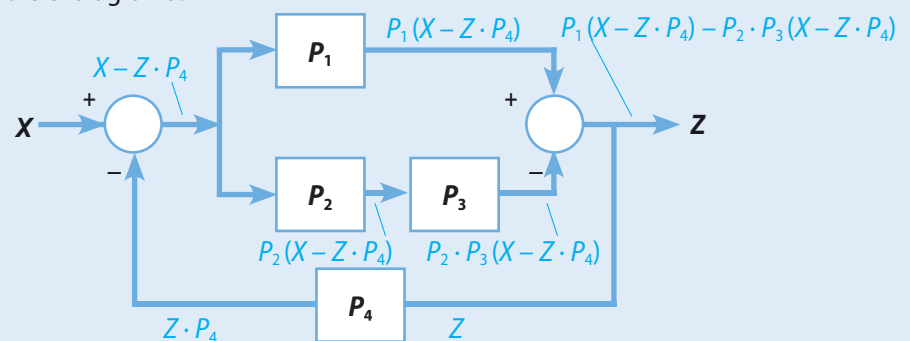 P₁(X – Z · P₄) P₁(X – Z · P₄) – P₂ · P₃(X – Z · P₄)
P₁
X – Z · P₄
+ +
X Z
– –
P₂ P₃
P₂(X – Z · P₄) P₂ · P₃(X – Z · P₄)
P₄
Z · P₄ Z